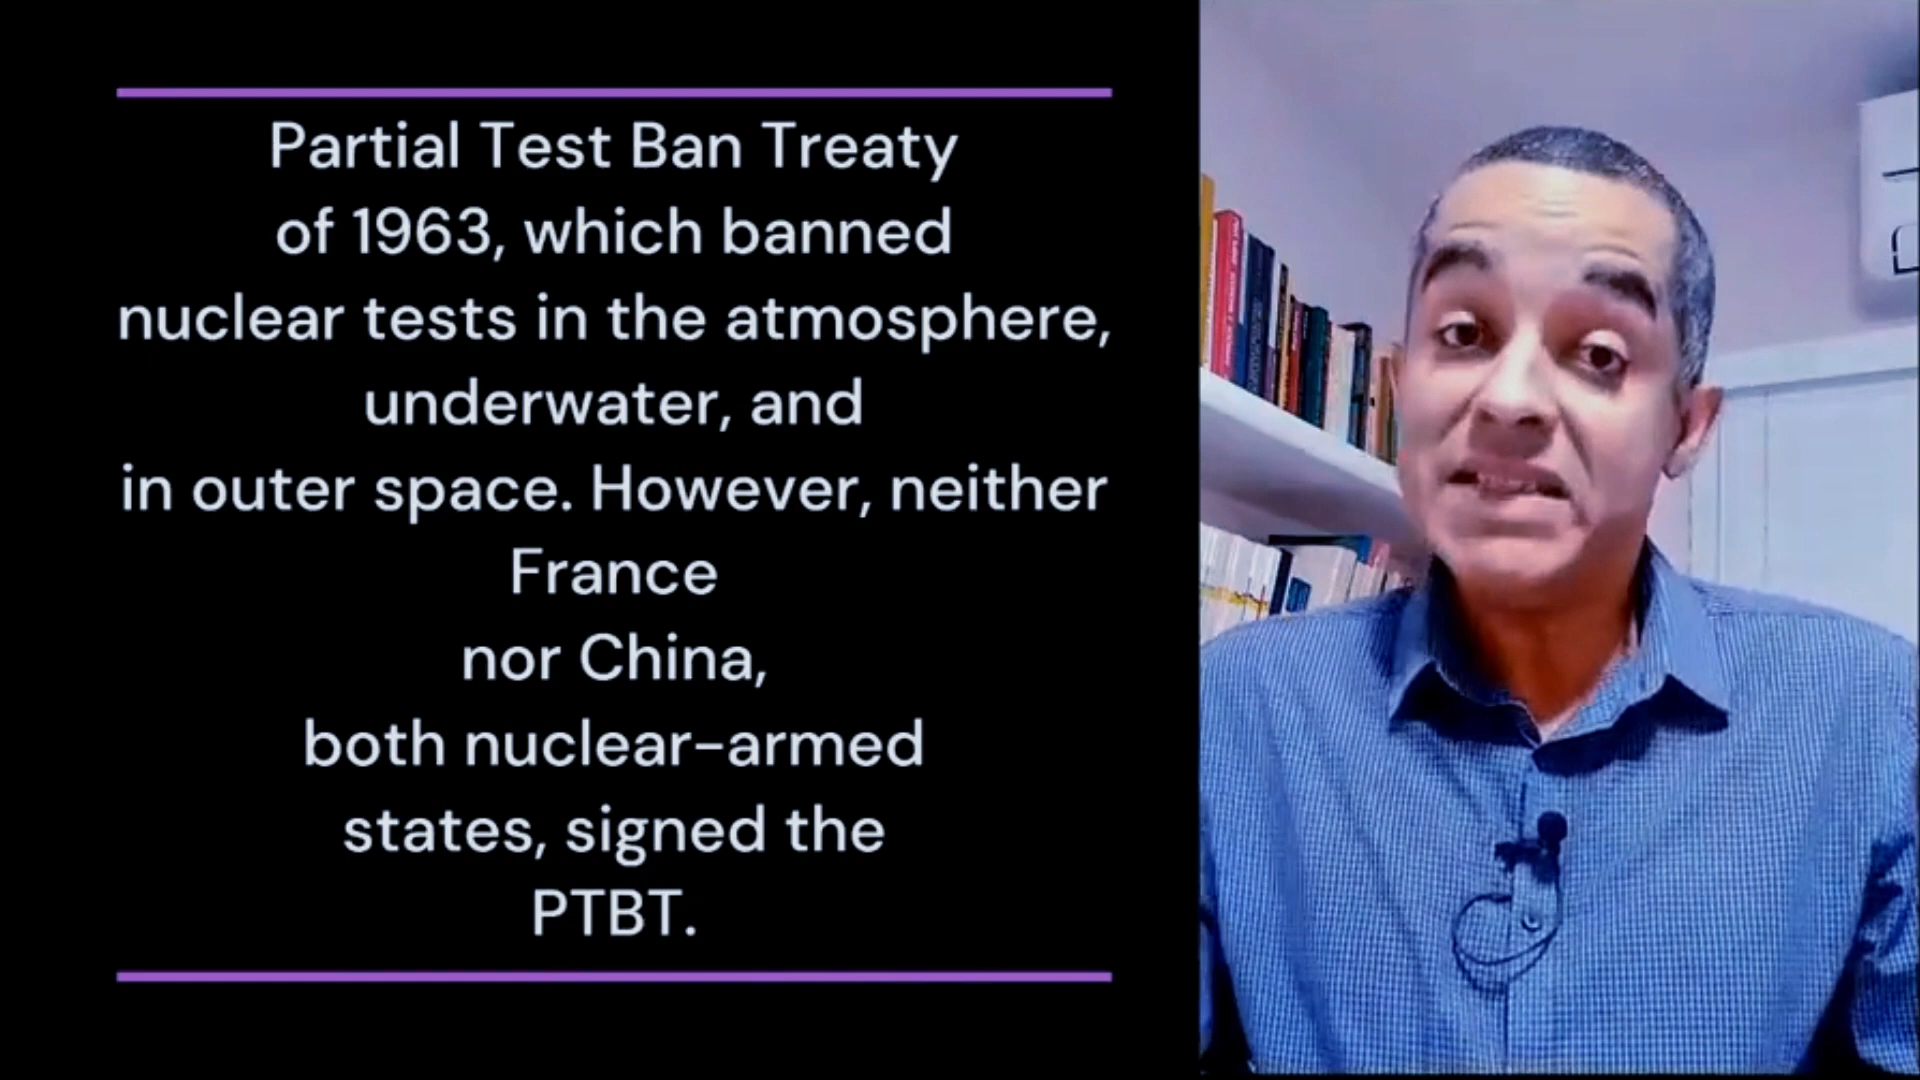 Partial Test Ban Treaty
of 1963, which banned
nuclear tests in the atmosphere,
underwater, and
in outer space. However, neither
France
nor China,
both nuclear-armed
states, signed the
PTBT.